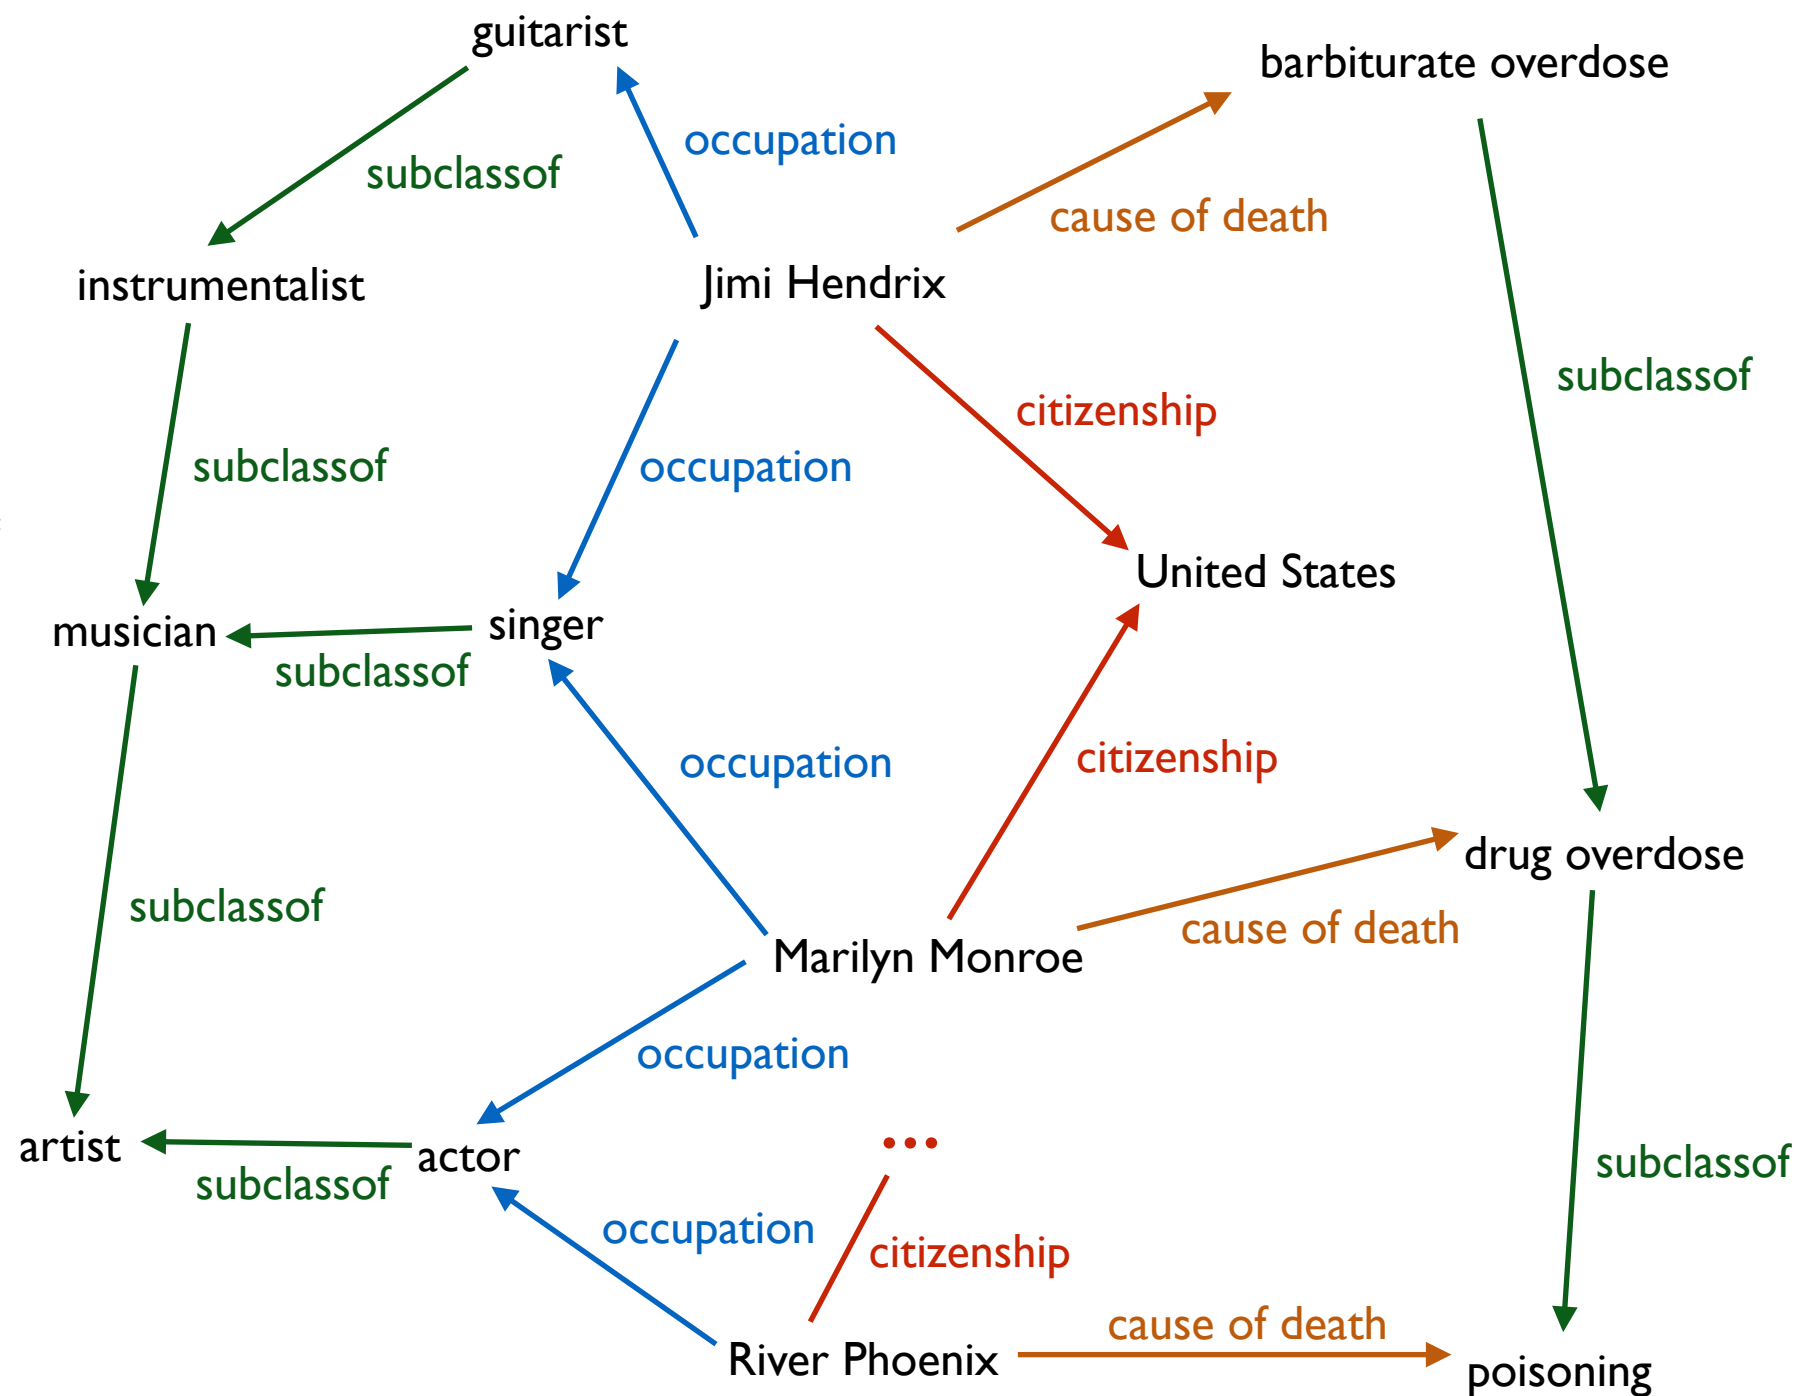 guitarist
barbiturate overdose
occupation
subclassof
cause of death
instrumentalist
Jimi Hendrix
subclassof
citizenship
subclassof
occupation
United States
musician
singer
subclassof
occupation
citizenship
drug overdose
subclassof
cause of death
Marilyn Monroe
occupation
artist
actor
...
subclassof
subclassof
occupation
citizenship
cause of death
River Phoenix
poisoning